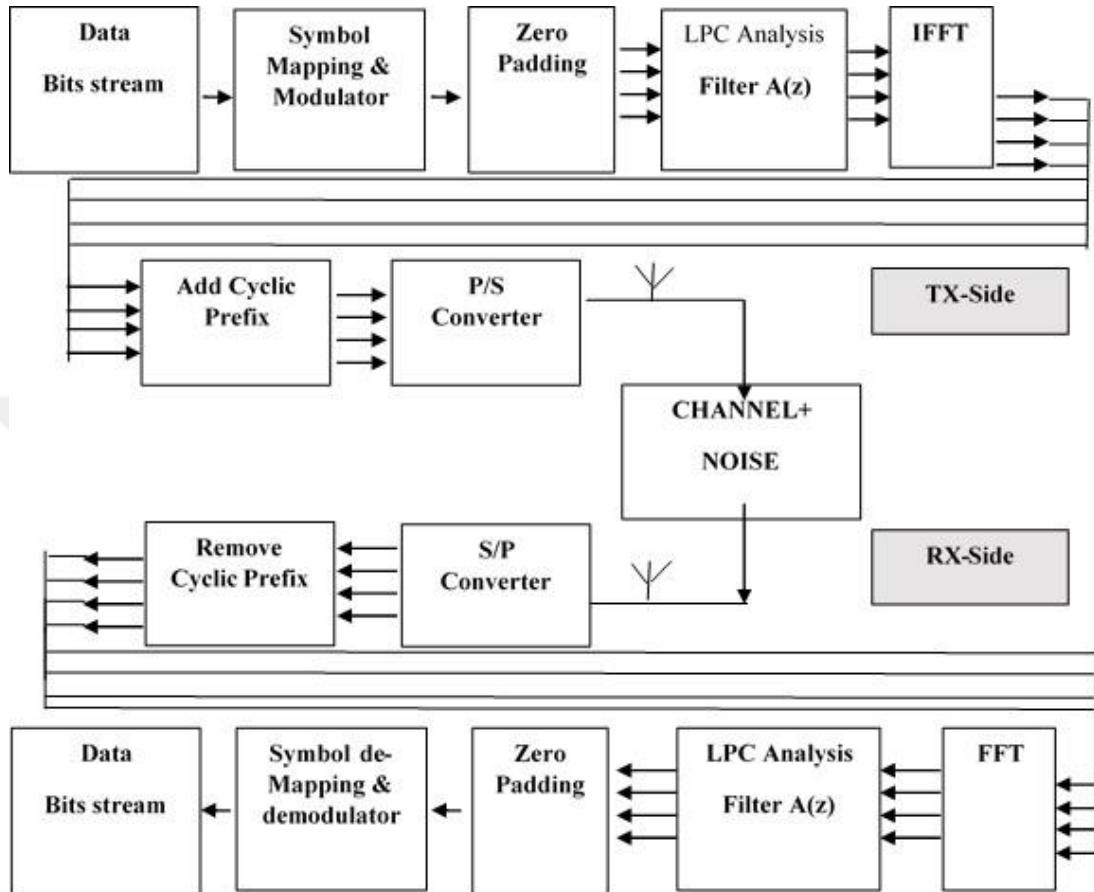 Data
Bits stream
Symbol
Mapping &
Modulator
Zero
Padding
LPC Analysis
Filter A(z)
IFFT
Add Cyclic
Prefix
P/S
Converter
TX-Side
CHANNEL+
NOISE
Remove
Cyclic Prefix
S/P
Converter
RX-Side
Data
Bits stream
Symbol de-
Mapping &
demodulator
Zero
Padding
LPC Analysis
Filter A(z)
FFT